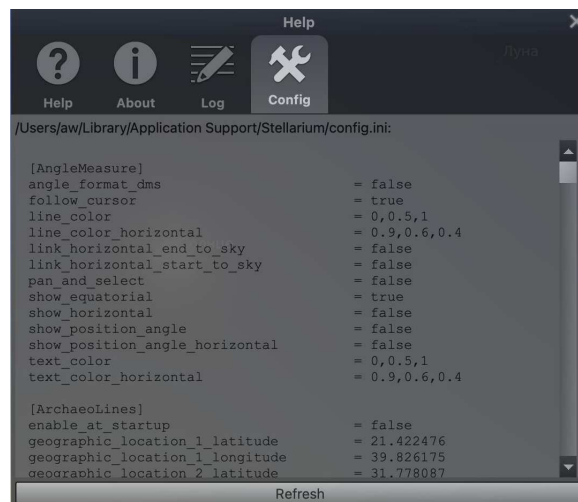 Help
Луна
Help About Log Config
/Users/aw/Library/Application Support/Stellarium/config.ini:
[AngleMeasure]
angle_format_dms = false
follow_cursor = true
line_color = 0,0.5,1
line_color_horizontal = 0.9,0.6,0.4
link_horizontal_end_to_sky = false
link_horizontal_start_to_sky = false
pan_and_select = false
show_equatorial = true
show_horizontal = false
show_position_angle = false
show_position_angle_horizontal = false
text_color = 0,0.5,1
text_color_horizontal = 0.9,0.6,0.4
[ArchaeoLines]
enable_at_startup = false
geographic_location_1_latitude = 21.422476
geographic_location_1_longitude = 39.826175
geographic_location_2_latitude = 31.778087
Refresh